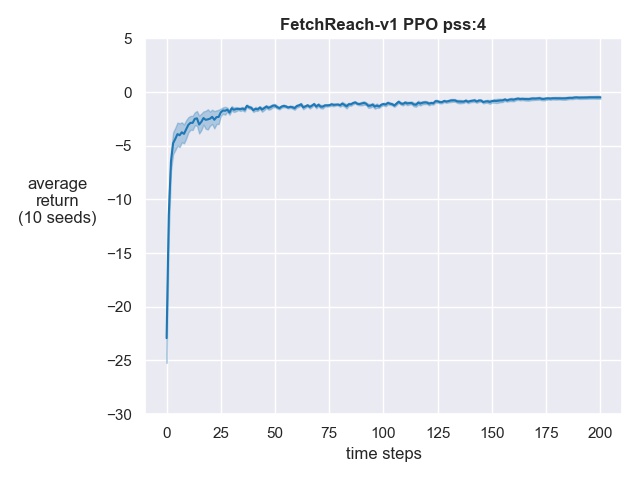 FetchReach-v1 PPO pss:4
5
0
−5
−10
−15
−20
−25
−30
average
return
(10 seeds)
0 25 50 75 100 125 150 175 200
time steps